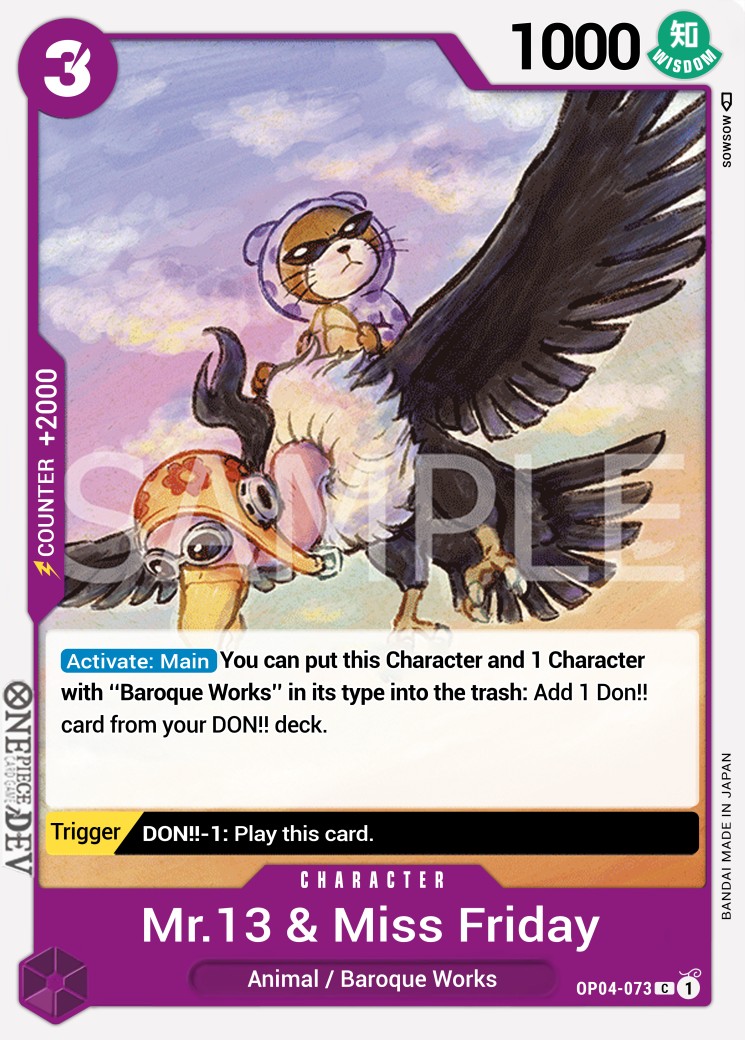 3
1000
知
WISDOM
SOWSOW
COUNTER +2000
SAMPLE
Activate: Main You can put this Character and 1 Character
with "Baroque Works" in its type into the trash: Add 1 Don!!
card from your DON!! deck.
Trigger DON!!-1: Play this card.
ONE PIECE
CARD GAME
DEV
BANDAI MADE IN JAPAN
CHARACTER
Mr.13 & Miss Friday
Animal / Baroque Works
OP04-073 C 1